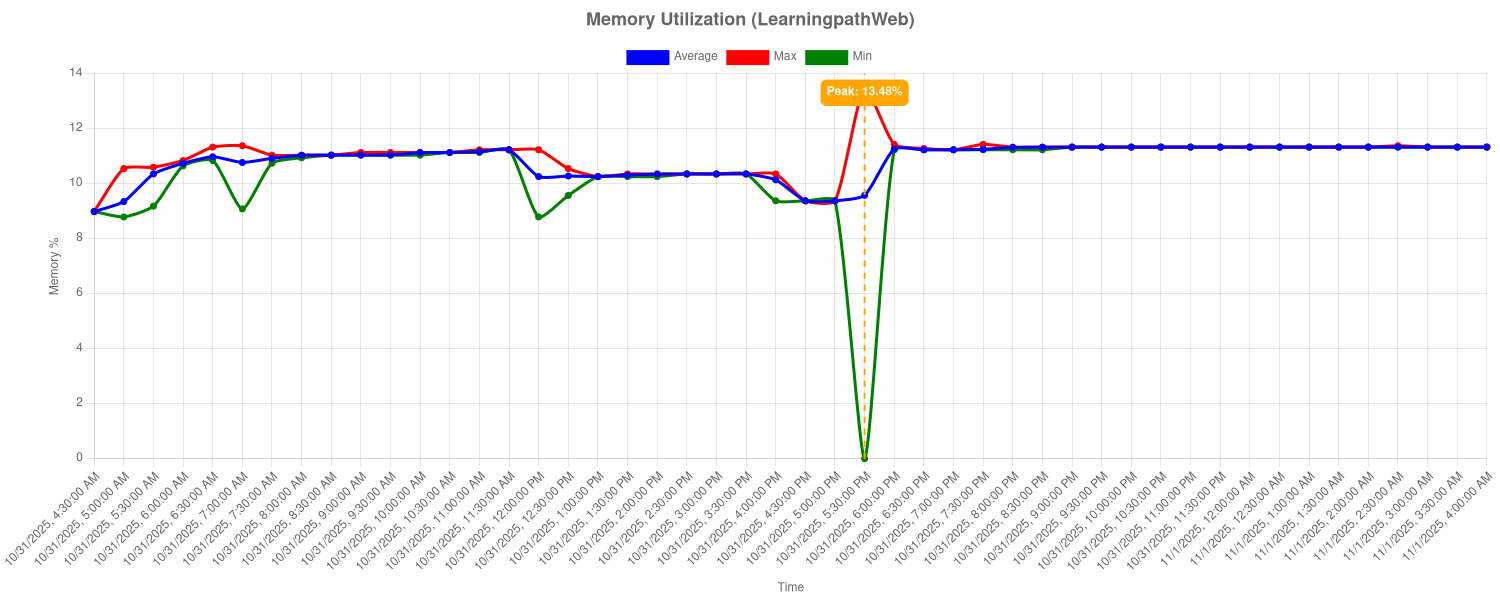 Memory Utilization (LearningpathWeb)
Average Max Min
Peak: 13.48%
14
12
10
8
6
4
2
0
Memory %
10/31/2025, 4:30:00 AM
10/31/2025, 5:00:00 AM
10/31/2025, 5:30:00 AM
10/31/2025, 6:00:00 AM
10/31/2025, 6:30:00 AM
10/31/2025, 7:00:00 AM
10/31/2025, 7:30:00 AM
10/31/2025, 8:00:00 AM
10/31/2025, 8:30:00 AM
10/31/2025, 9:00:00 AM
10/31/2025, 9:30:00 AM
10/31/2025, 10:00:00 AM
10/31/2025, 10:30:00 AM
10/31/2025, 11:00:00 AM
10/31/2025, 11:30:00 AM
10/31/2025, 12:00:00 PM
10/31/2025, 12:30:00 PM
10/31/2025, 1:00:00 PM
10/31/2025, 1:30:00 PM
10/31/2025, 2:00:00 PM
10/31/2025, 2:30:00 PM
10/31/2025, 3:00:00 PM
10/31/2025, 3:30:00 PM
10/31/2025, 4:00:00 PM
10/31/2025, 4:30:00 PM
10/31/2025, 5:00:00 PM
10/31/2025, 5:30:00 PM
10/31/2025, 6:00:00 PM
10/31/2025, 6:30:00 PM
10/31/2025, 7:00:00 PM
10/31/2025, 7:30:00 PM
10/31/2025, 8:00:00 PM
10/31/2025, 8:30:00 PM
10/31/2025, 9:00:00 PM
10/31/2025, 9:30:00 PM
10/31/2025, 10:00:00 PM
10/31/2025, 10:30:00 PM
10/31/2025, 11:00:00 PM
10/31/2025, 11:30:00 PM
11/1/2025, 12:00:00 AM
11/1/2025, 12:30:00 AM
11/1/2025, 1:00:00 AM
11/1/2025, 1:30:00 AM
11/1/2025, 2:00:00 AM
11/1/2025, 2:30:00 AM
11/1/2025, 3:00:00 AM
11/1/2025, 3:30:00 AM
11/1/2025, 4:00:00 AM
Time